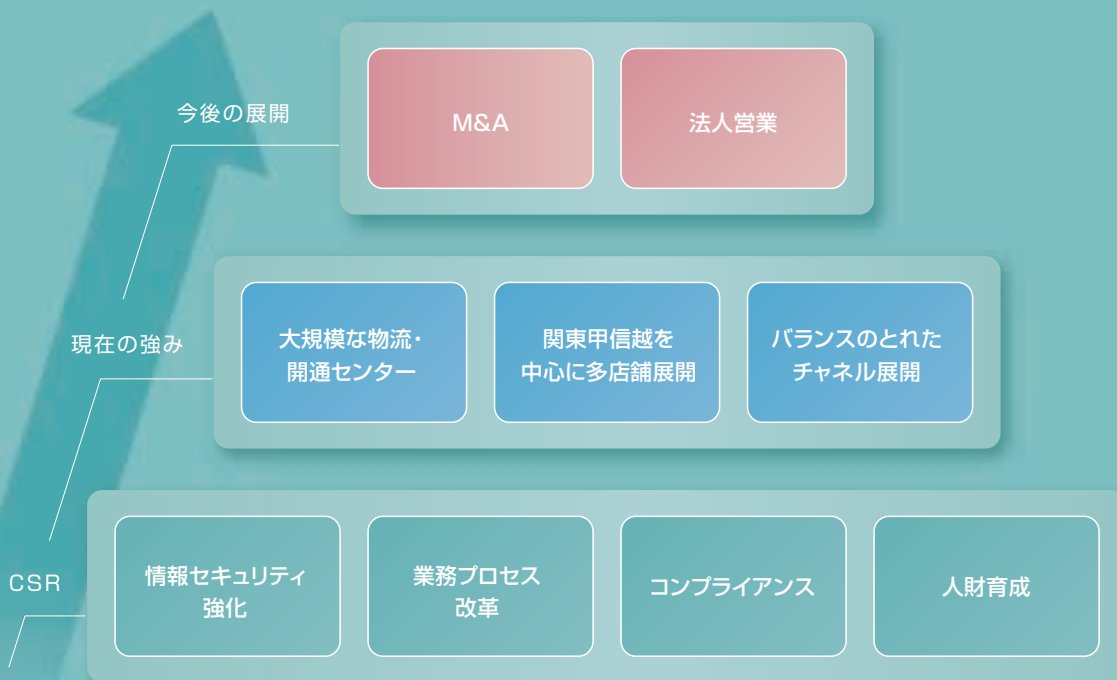 今後の展開
M&A
法人営業
現在の強み
大規模な物流・
開通センター
関東甲信越を
中心に多店舗展開
バランスのとれた
チャネル展開
CSR
情報セキュリティ
強化
業務プロセス
改革
コンプライアンス
人財育成